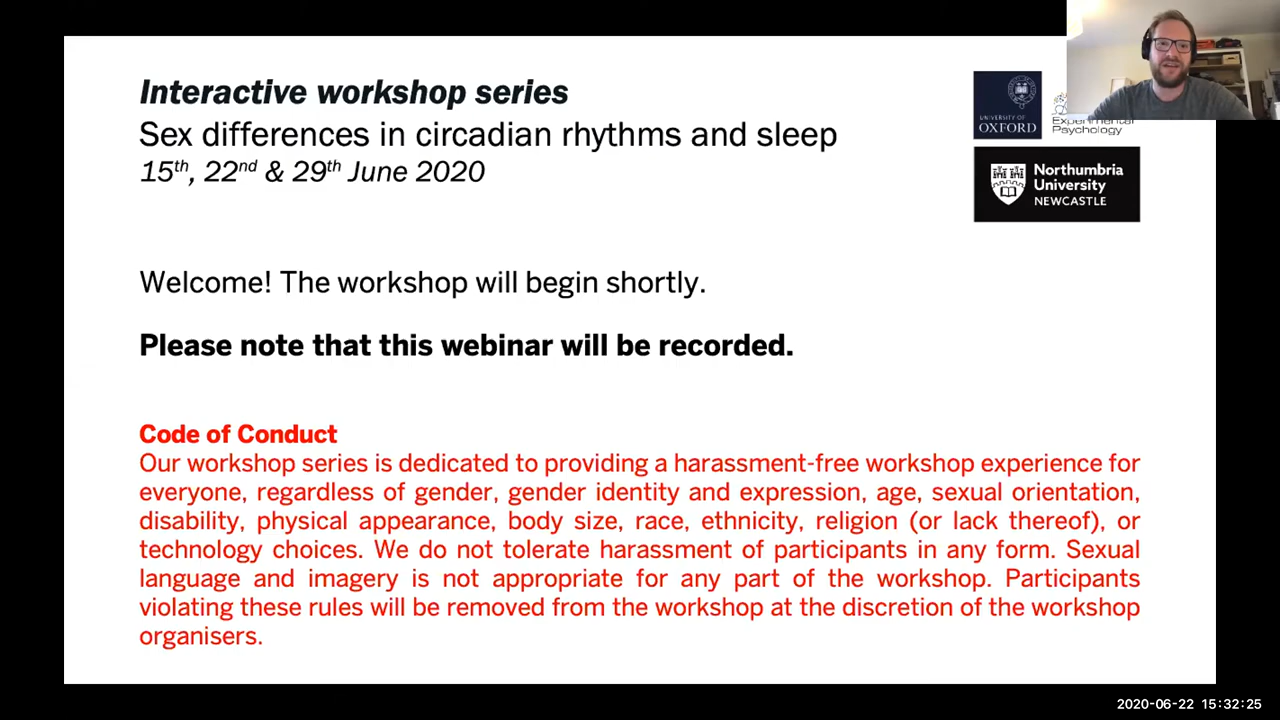 Interactive workshop series
Sex differences in circadian rhythms and sleep
15th, 22nd & 29th June 2020
UNIVERSITY OF
OXFORD
Experimental
Psychology
Northumbria
University
NEWCASTLE
Welcome! The workshop will begin shortly.
Please note that this webinar will be recorded.
Code of Conduct
Our workshop series is dedicated to providing a harassment-free workshop experience for
everyone, regardless of gender, gender identity and expression, age, sexual orientation,
disability, physical appearance, body size, race, ethnicity, religion (or lack thereof), or
technology choices. We do not tolerate harassment of participants in any form. Sexual
language and imagery is not appropriate for any part of the workshop. Participants
violating these rules will be removed from the workshop at the discretion of the workshop
organisers.
2020-06-22 15:32:25